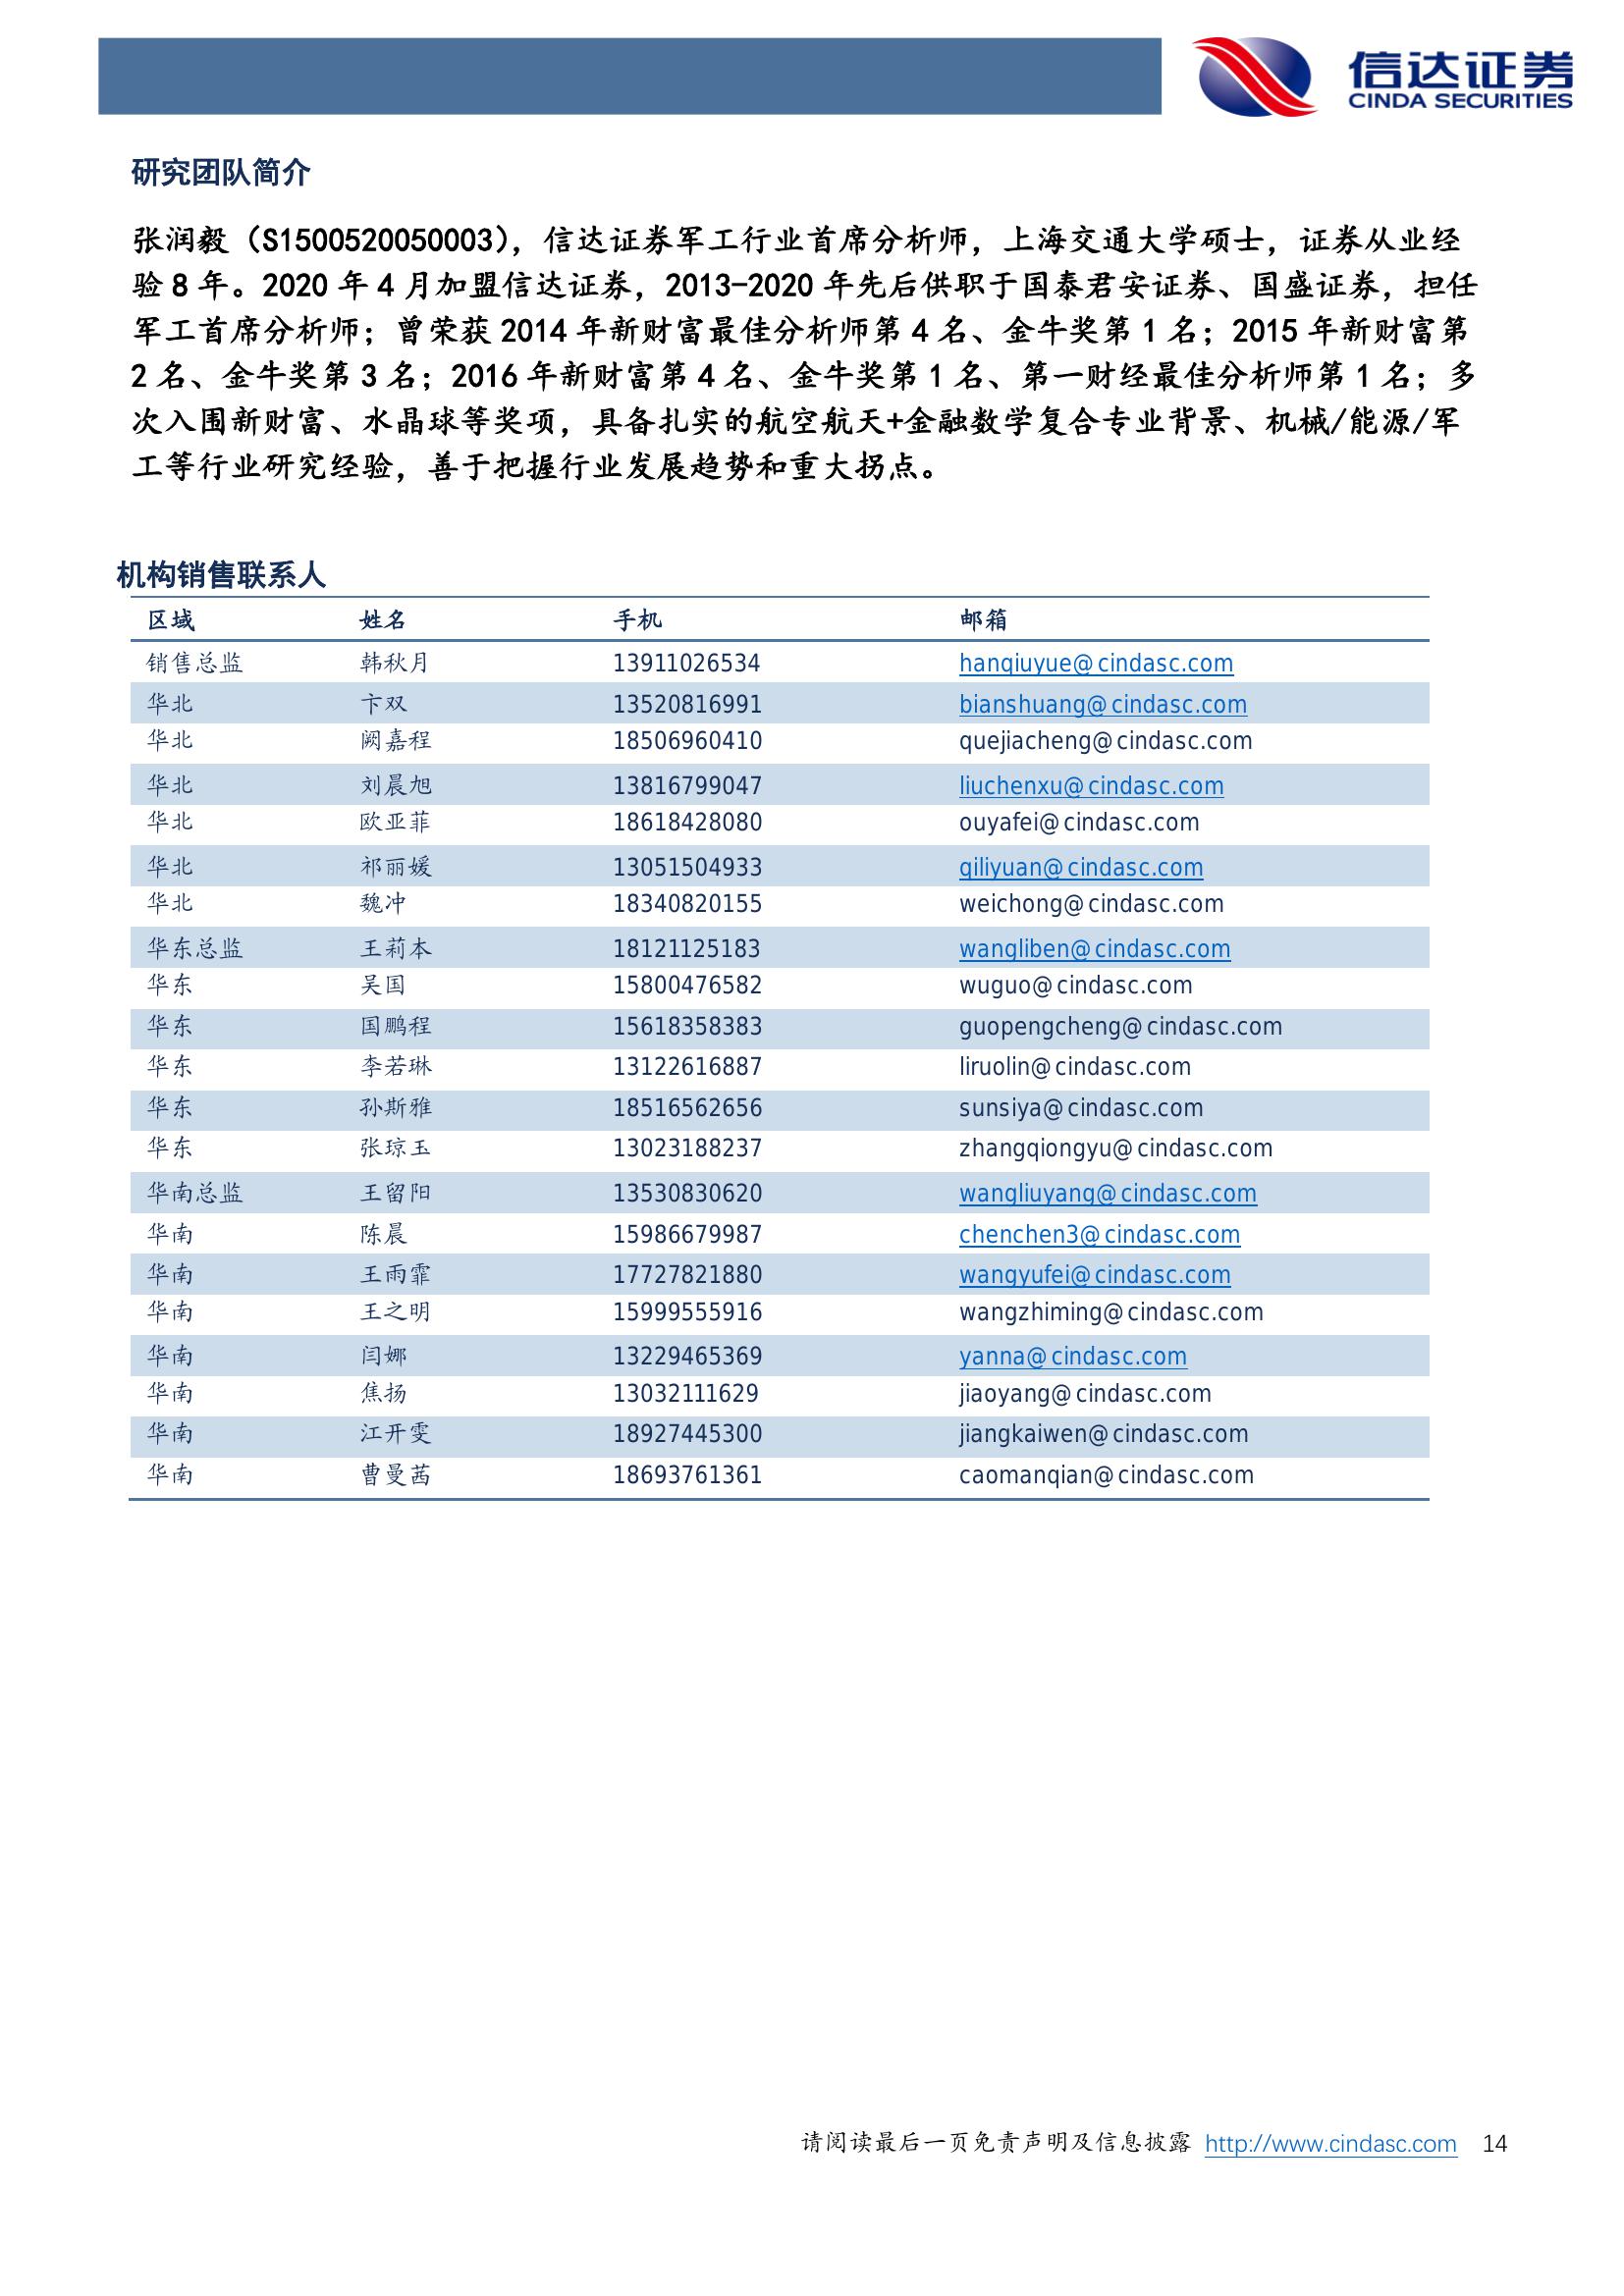 信达证券
CINDA SECURITIES
研究团队简介
张润毅（S1500520050003），信达证券军工行业首席分析师，上海交通大学硕士，证券从业经
验 8 年。2020 年 4 月加盟信达证券，2013-2020 年先后供职于国泰君安证券、国盛证券，担任
军工首席分析师；曾荣获 2014 年新财富最佳分析师第 4 名、金牛奖第 1 名；2015 年新财富第
2 名、金牛奖第 3 名；2016 年新财富第 4 名、金牛奖第 1 名、第一财经最佳分析师第 1 名；多
次入围新财富、水晶球等奖项，具备扎实的航空航天+金融数学复合专业背景、机械/能源/军
工等行业研究经验，善于把握行业发展趋势和重大拐点。
机构销售联系人
区域 姓名 手机 邮箱
销售总监 韩秋月 13911026534 hanqiuyue@cindasc.com
华北 卞双 13520816991 bianshuang@cindasc.com
华北 阙嘉程 18506960410 quejiacheng@cindasc.com
华北 刘晨旭 13816799047 liuchenxu@cindasc.com
华北 欧亚菲 18618428080 ouyafei@cindasc.com
华北 祁丽媛 13051504933 qiliyuan@cindasc.com
华北 魏冲 18340820155 weichong@cindasc.com
华东总监 王莉本 18121125183 wangliben@cindasc.com
华东 吴国 15800476582 wuguo@cindasc.com
华东 国鹏程 15618358383 guopengcheng@cindasc.com
华东 李若琳 13122616887 liruolin@cindasc.com
华东 孙斯雅 18516562656 sunsiya@cindasc.com
华东 张琼玉 13023188237 zhangqiongyu@cindasc.com
华南总监 王留阳 13530830620 wangliuyang@cindasc.com
华南 陈晨 15986679987 chenchen3@cindasc.com
华南 王雨霏 17727821880 wangyufei@cindasc.com
华南 王之明 15999555916 wangzhiming@cindasc.com
华南 闫娜 13229465369 yanna@cindasc.com
华南 焦扬 13032111629 jiaoyang@cindasc.com
华南 江开雯 18927445300 jiangkaiwen@cindasc.com
华南 曹曼茜 18693761361 caomanqian@cindasc.com
请阅读最后一页免责声明及信息披露 http://www.cindasc.com 14